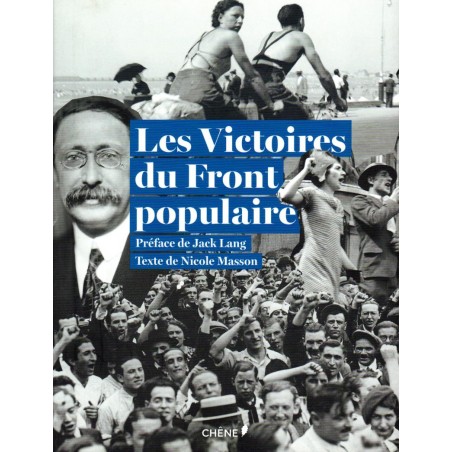 Les Victoires
du Front
populaire
Préface de Jack Lang
Texte de Nicole Masson
CHÊNE